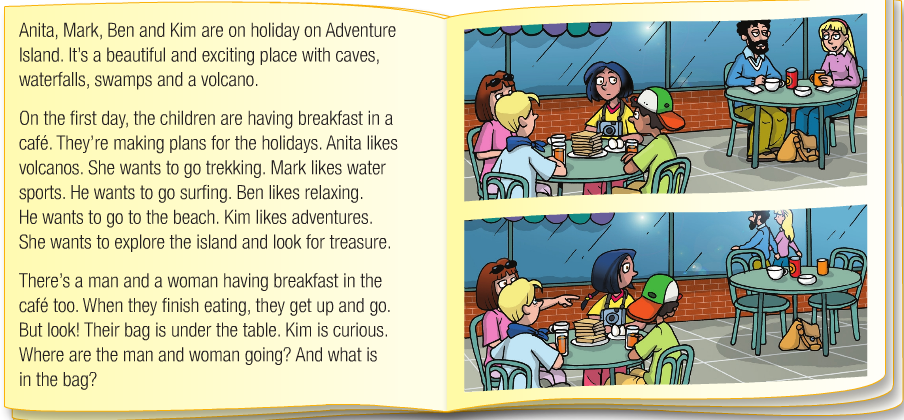 Anita, Mark, Ben and Kim are on holiday on Adventure
Island. It's a beautiful and exciting place with caves,
waterfalls, swamps and a volcano.
On the first day, the children are having breakfast in a
café. They're making plans for the holidays. Anita likes
volcanos. She wants to go trekking. Mark likes water
sports. He wants to go surfing. Ben likes relaxing.
He wants to go to the beach. Kim likes adventures.
She wants to explore the island and look for treasure.
There's a man and a woman having breakfast in the
café too. When they finish eating, they get up and go.
But look! Their bag is under the table. Kim is curious.
Where are the man and woman going? And what is
in the bag?